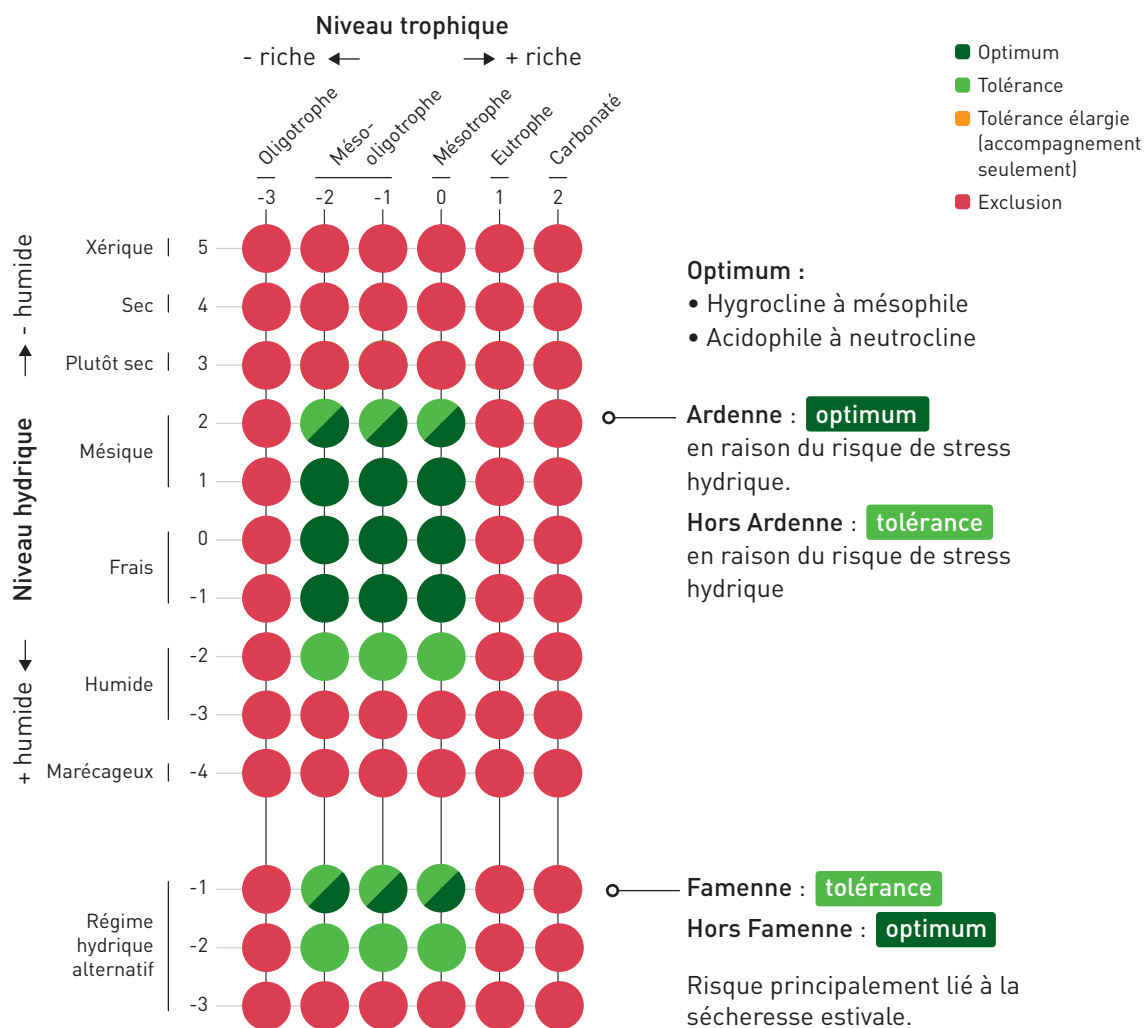 Niveau trophique
- riche ← → + riche
Oligotrophe
Méso-
oligotrophe
Mésotrophe
Eutrophe
Carbonaté
-3 -2 -1 0 1 2
Optimum
Tolérance
Tolérance élargie
(accompagnement
seulement)
Exclusion
Niveau hydrique
→ - humide
+ humide ←
Xérique 5
Sec 4
Plutôt sec 3
Mésique
2
1
Frais
0
-1
Humide
-2
-3
Marécageux -4
Régime
hydrique
alternatif
-1
-2
-3
Optimum :
• Hygrocline à mésophile
• Acidophile à neutrocline
Ardenne : optimum
en raison du risque de stress
hydrique.
Hors Ardenne : tolérance
en raison du risque de stress
hydrique
Famenne : tolérance
Hors Famenne : optimum
Risque principalement lié à la
sécheresse estivale.